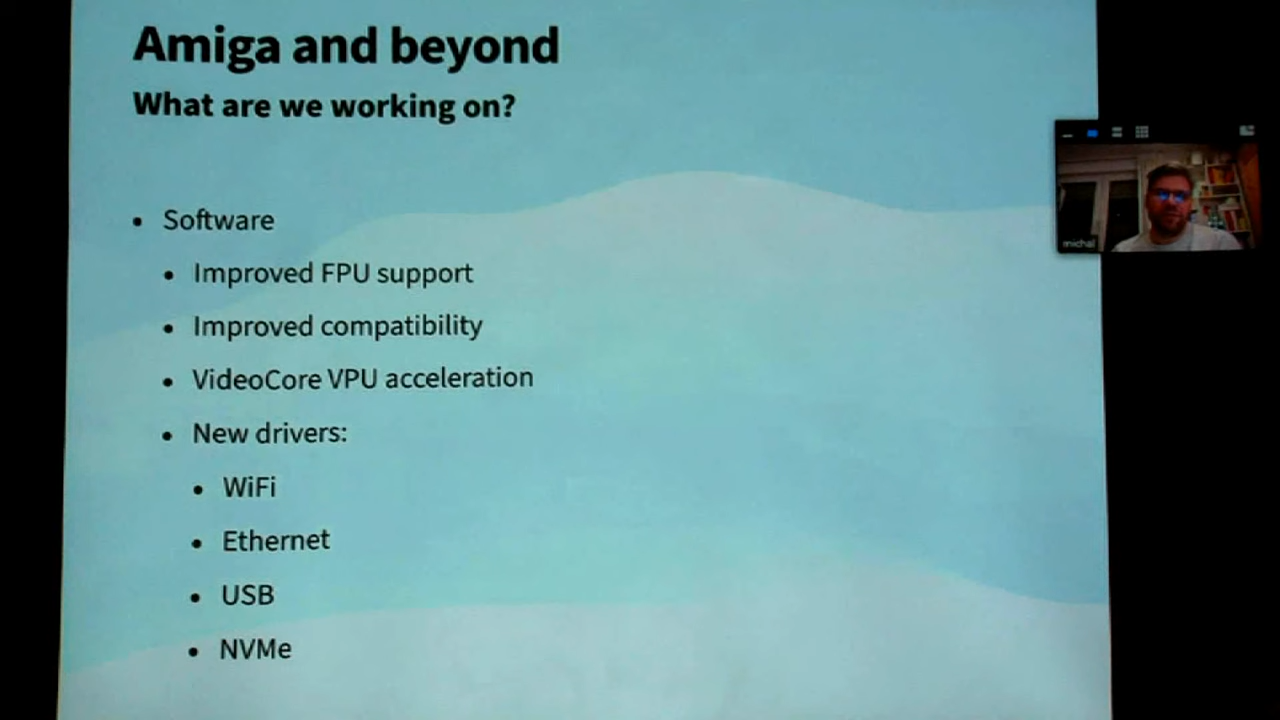 Amiga and beyond
What are we working on?
• Software
• Improved FPU support
• Improved compatibility
• VideoCore VPU acceleration
• New drivers:
• WiFi
• Ethernet
• USB
• NVMe
michal